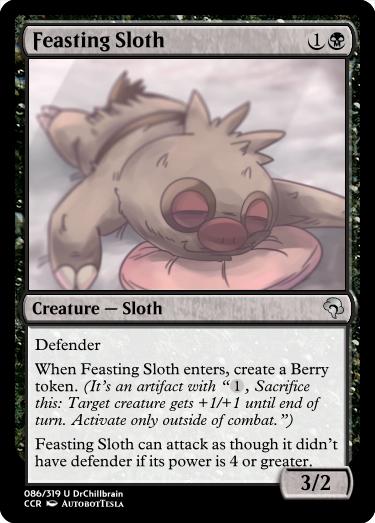 Feasting Sloth 1
Creature — Sloth
Defender
When Feasting Sloth enters, create a Berry
token. (It's an artifact with “1, Sacrifice
this: Target creature gets +1/+1 until end of
turn. Activate only outside of combat.”)
Feasting Sloth can attack as though it didn't
have defender if its power is 4 or greater.
3/2
086/319 U DrChillbrain
CCR AutobotTesla